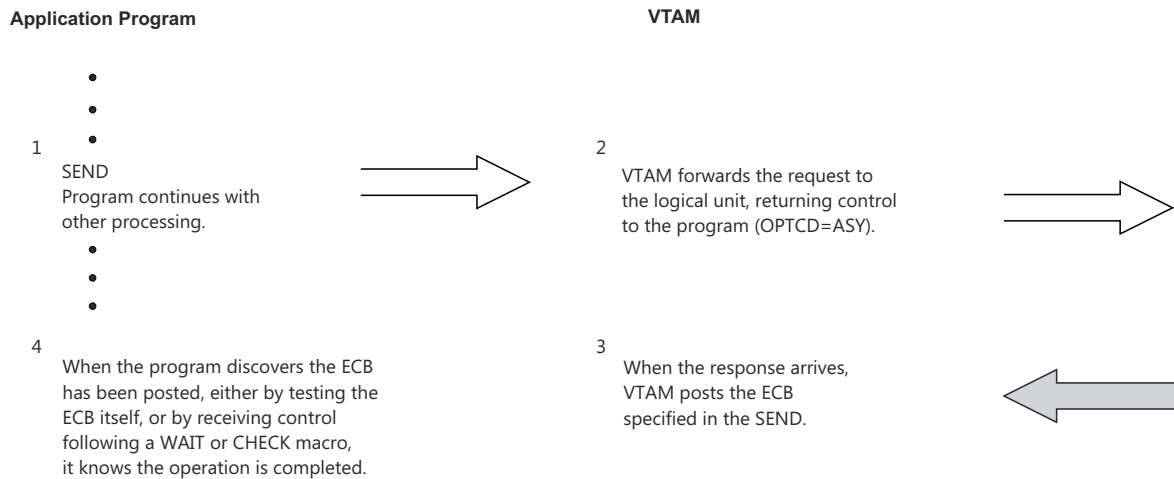 Application Program
VTAM
1
SEND
Program continues with
other processing.
2
VTAM forwards the request to
the logical unit, returning control
to the program (OPTCD=ASY).
4
When the program discovers the ECB
has been posted, either by testing the
ECB itself, or by receiving control
following a WAIT or CHECK macro,
it knows the operation is completed.
3
When the response arrives,
VTAM posts the ECB
specified in the SEND.